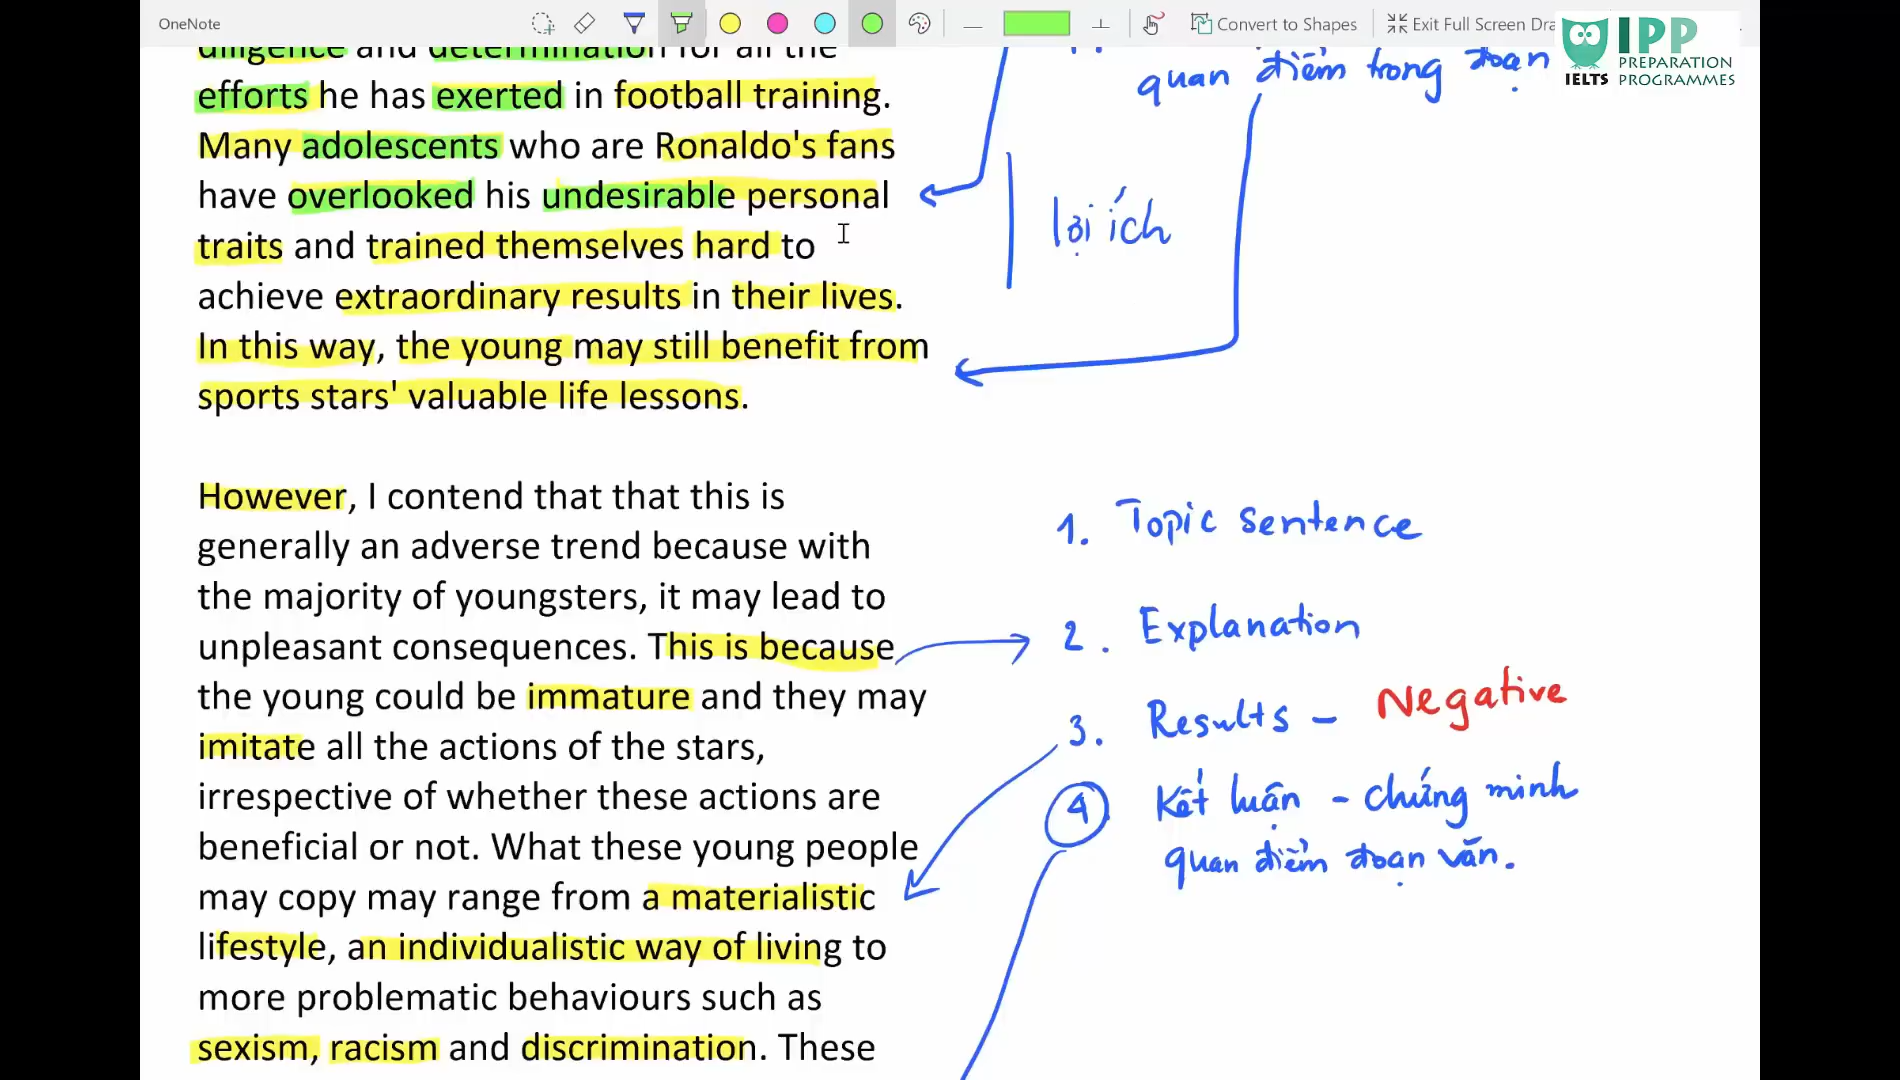 OneNote
Convert to Shapes
Exit Full Screen Dra
IPP
PREPARATION
IELTS PROGRAMMES
diligence and determination for all the
efforts he has exerted in football training.
Many adolescents who are Ronaldo's fans
have overlooked his undesirable personal
traits and trained themselves hard to
achieve extraordinary results in their lives.
In this way, the young may still benefit from
sports stars' valuable life lessons.
quan điểm trong đoạn
lợi ích
However, I contend that that this is
generally an adverse trend because with
the majority of youngsters, it may lead to
unpleasant consequences. This is because
the young could be immature and they may
imitate all the actions of the stars,
irrespective of whether these actions are
beneficial or not. What these young people
may copy may range from a materialistic
lifestyle, an individualistic way of living to
more problematic behaviours such as
sexism, racism and discrimination. These
1. Topic sentence
2. Explanation
3. Results - Negative
4 Kết luận - chứng minh
quan điểm đoạn văn.